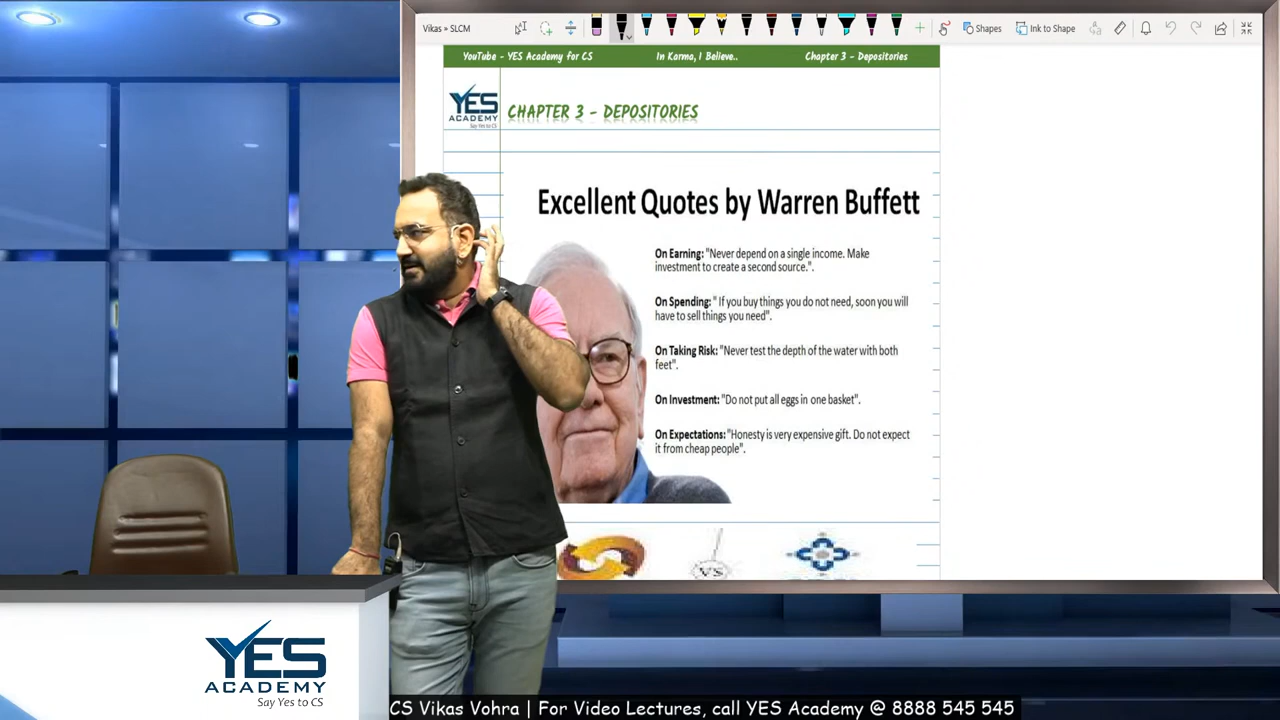 Vikas » SLCM
Shapes
Ink to Shape
YouTube - YES Academy for CS
In Karma, I Believe..
Chapter 3 - Depositories
YES
ACADEMY
Say Yes to CS
CHAPTER 3 - DEPOSITORIES
Excellent Quotes by Warren Buffett
On Earning: "Never depend on a single income. Make
investment to create a second source.".
On Spending: " If you buy things you do not need, soon you will
have to sell things you need".
On Taking Risk: "Never test the depth of the water with both
feet".
On Investment: "Do not put all eggs in one basket".
On Expectations: "Honesty is very expensive gift. Do not expect
it from cheap people".
VS
YES
ACADEMY
Say Yes to CS
CS Vikas Vohra | For Video Lectures, call YES Academy @ 8888 545 545